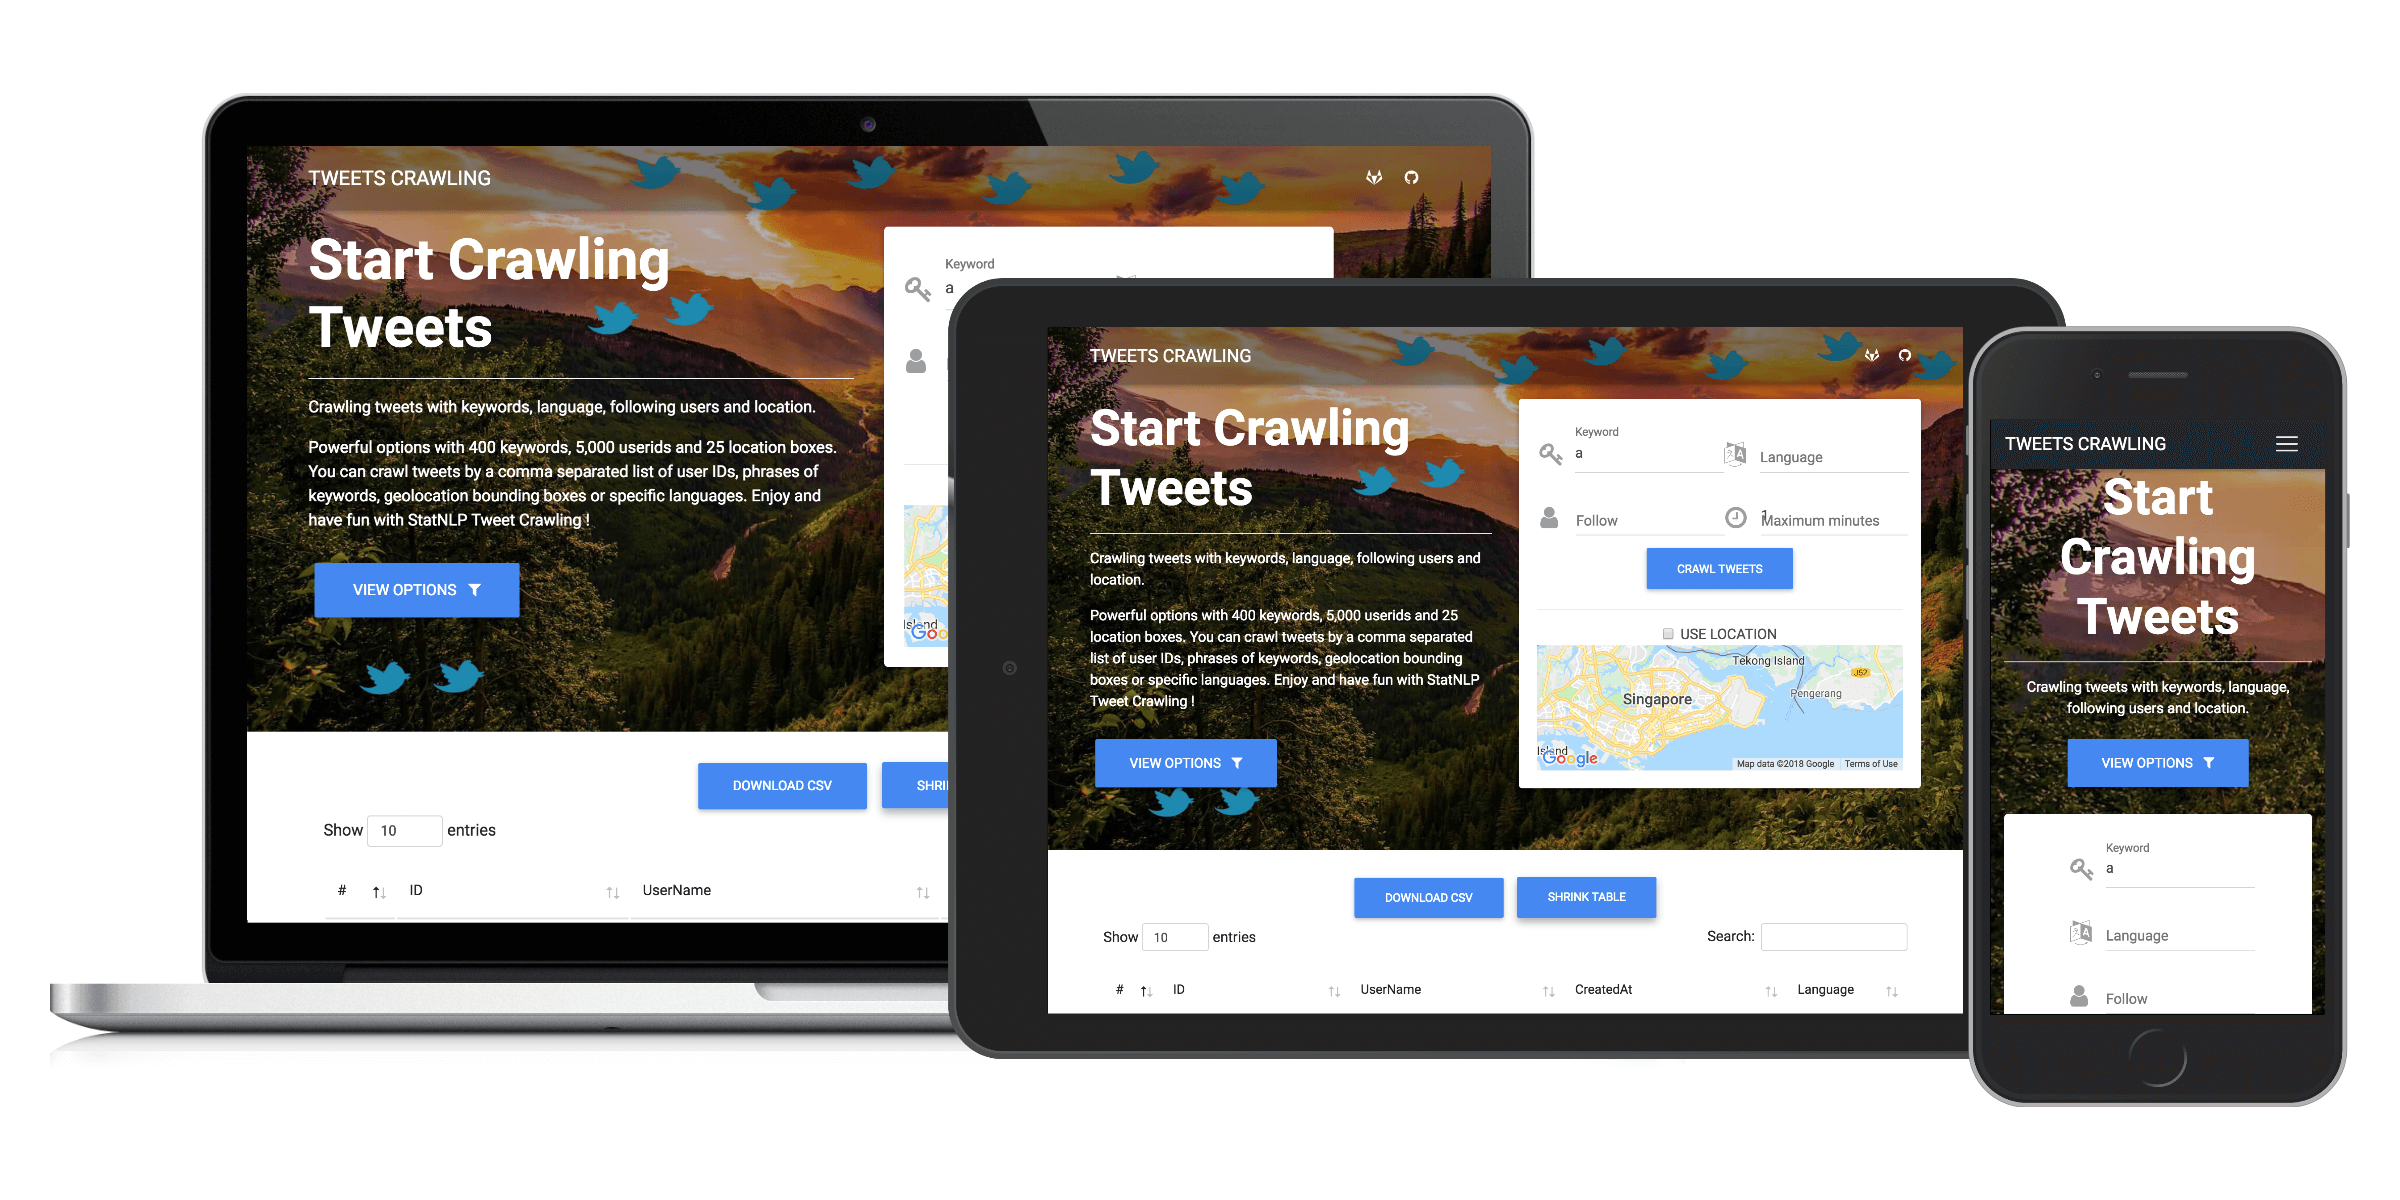 TWEETS CRAWLING
Start Crawling
Tweets
Crawling tweets with keywords, language, following users and location.
Powerful options with 400 keywords, 5,000 userids and 25 location boxes.
You can crawl tweets by a comma separated list of user IDs, phrases of
keywords, geolocation bounding boxes or specific languages. Enjoy and
have fun with StatNLP Tweet Crawling !
VIEW OPTIONS
Keyword
a
Island
Goo
DOWNLOAD CSV
SHRI
Show 10 entries
# ID UserName
TWEETS CRAWLING
Start Crawling
Tweets
Crawling tweets with keywords, language, following users and
location.
Powerful options with 400 keywords, 5,000 userids and 25
location boxes. You can crawl tweets by a comma separated
list of user IDs, phrases of keywords, geolocation bounding
boxes or specific languages. Enjoy and have fun with StatNLP
Tweet Crawling !
VIEW OPTIONS
Keyword
a
Language
Follow
1
Maximum minutes
CRAWL TWEETS
USE LOCATION
Tekong Island
J52
Singapore
Pengerang
Island
Google
Map data ©2018 Google
Terms of Use
DOWNLOAD CSV
SHRINK TABLE
Show 10 entries
Search:
# ID UserName CreatedAt Language
TWEETS CRAWLING
Start
Crawling
Tweets
Crawling tweets with keywords, language,
following users and location.
VIEW OPTIONS
Keyword
a
Language
Follow